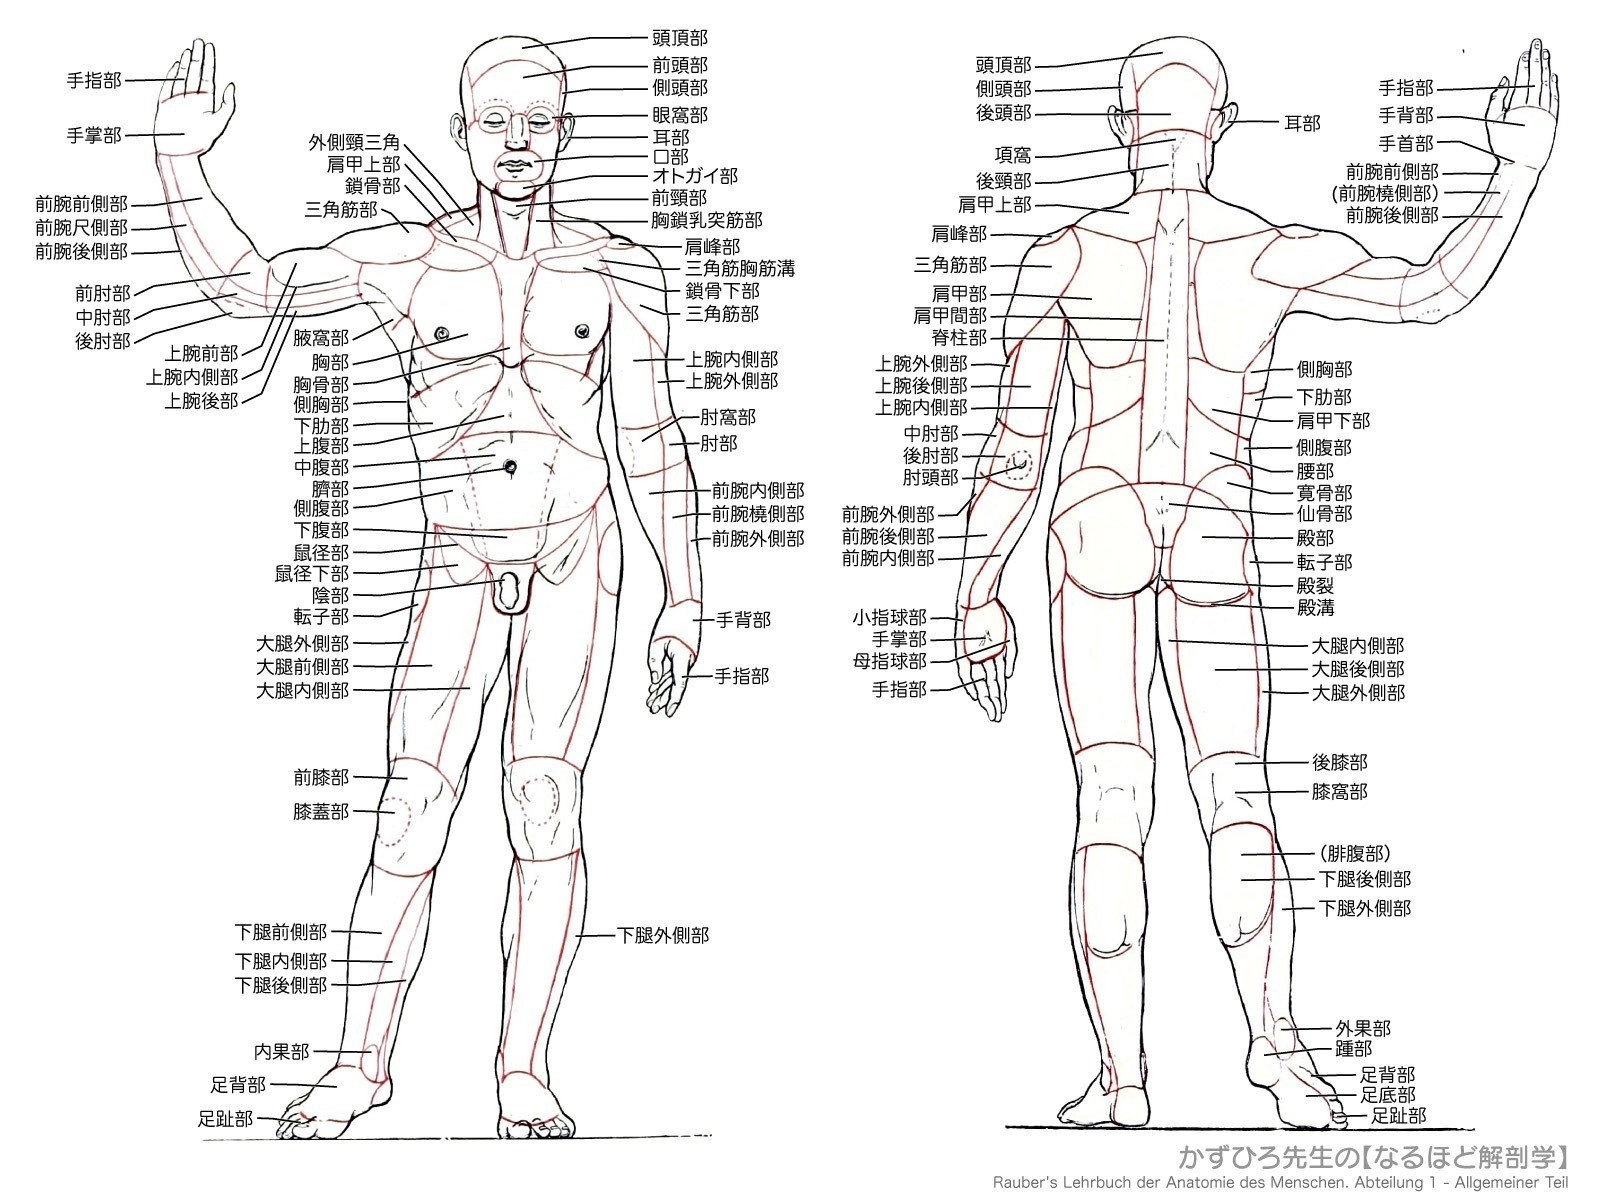 頭頂部
前頭部
側頭部
眼窩部
耳部
口部
オトガイ部
前頸部
胸鎖乳突筋部
肩峰部
三角筋胸筋溝
鎖骨下部
三角筋部
上腕内側部
上腕外側部
肘窩部
肘部
前腕内側部
前腕橈側部
前腕外側部
手背部
手指部
下腿外側部
手指部
手掌部
外側頸三角
肩甲上部
鎖骨部
三角筋部
前腕前側部
前腕尺側部
前腕後側部
前肘部
中肘部
後肘部
上腕前部
上腕内側部
上腕後部
腋窩部
胸部
胸骨部
側胸部
下肋部
上腹部
中腹部
臍部
側腹部
下腹部
鼠径部
鼠径下部
陰部
転子部
大腿外側部
大腿前側部
大腿内側部
前膝部
膝蓋部
下腿前側部
下腿内側部
下腿後側部
内果部
足背部
足趾部
頭頂部
側頭部
後頭部
項窩
後頸部
肩甲上部
肩峰部
三角筋部
肩甲部
肩甲間部
脊柱部
上腕外側部
上腕後側部
上腕内側部
中肘部
後肘部
肘頭部
前腕外側部
前腕後側部
前腕内側部
小指球部
手掌部
母指球部
手指部
耳部
手指部
手背部
手首部
前腕前側部
(前腕橈側部)
前腕後側部
側胸部
下肋部
肩甲下部
側腹部
腰部
寛骨部
仙骨部
殿部
転子部
殿裂
殿溝
大腿内側部
大腿後側部
大腿外側部
後膝部
膝窩部
(腓腹部)
下腿後側部
下腿外側部
外果部
踵部
足背部
足底部
足趾部
かずひろ先生の【なるほど解剖学】
Rauber's Lehrbuch der Anatomie des Menschen. Abteilung 1 - Allgemeiner Teil